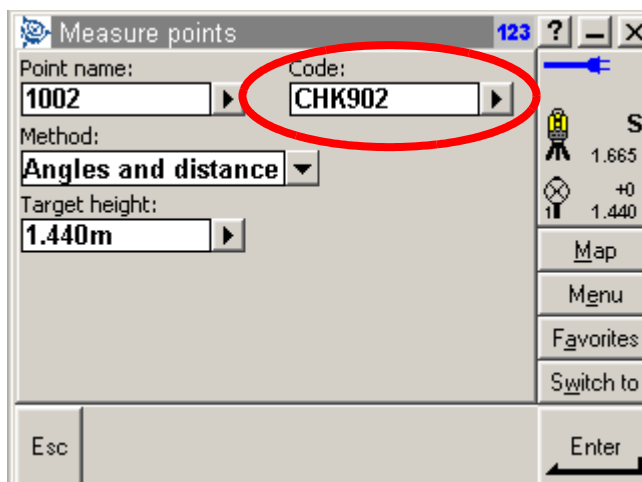 Measure points
123
?
Point name:
Code:
1002
CHK902
Method:
Angles and distance
Target height:
1.440m
S
1.665
+0
1
1.440
Map
Menu
Favorites
Switch to
Esc
Enter